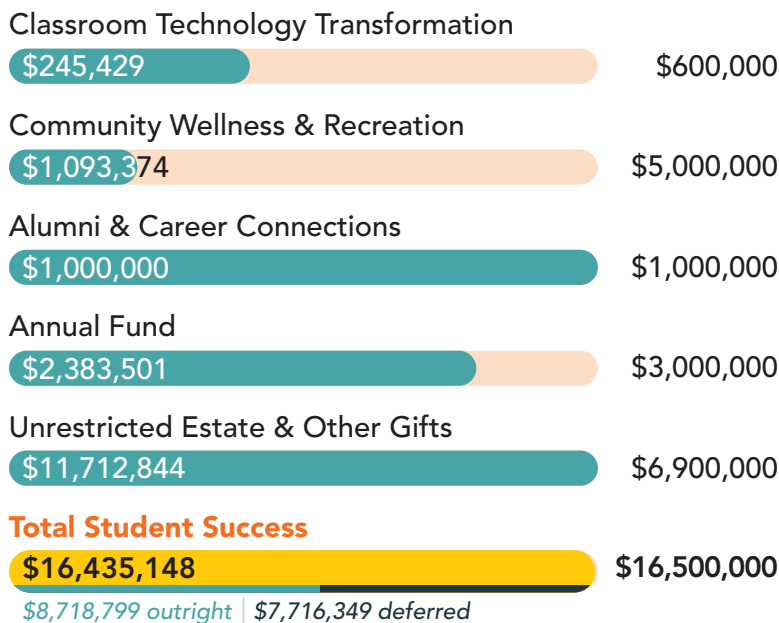 Classroom Technology Transformation
$245,429 $600,000
Community Wellness & Recreation
$1,093,374 $5,000,000
Alumni & Career Connections
$1,000,000 $1,000,000
Annual Fund
$2,383,501 $3,000,000
Unrestricted Estate & Other Gifts
$11,712,844 $6,900,000
Total Student Success
$16,435,148 $16,500,000
$8,718,799 outright | $7,716,349 deferred